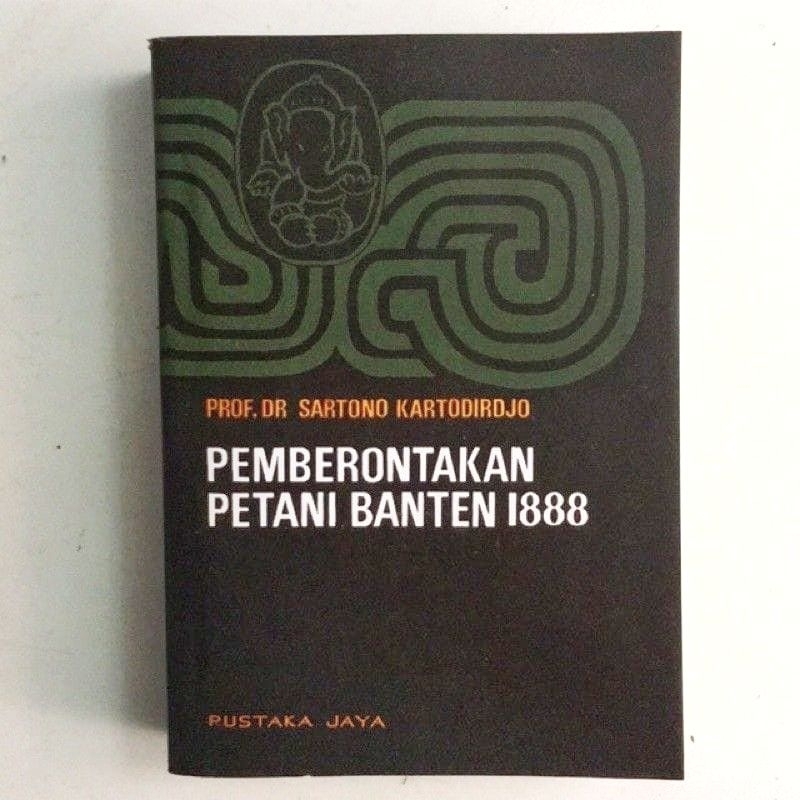 PROF. DR SARTONO KARTODIRDJO
PEMBERONTAKAN
PETANI BANTEN 1888
PUSTAKA JAYA